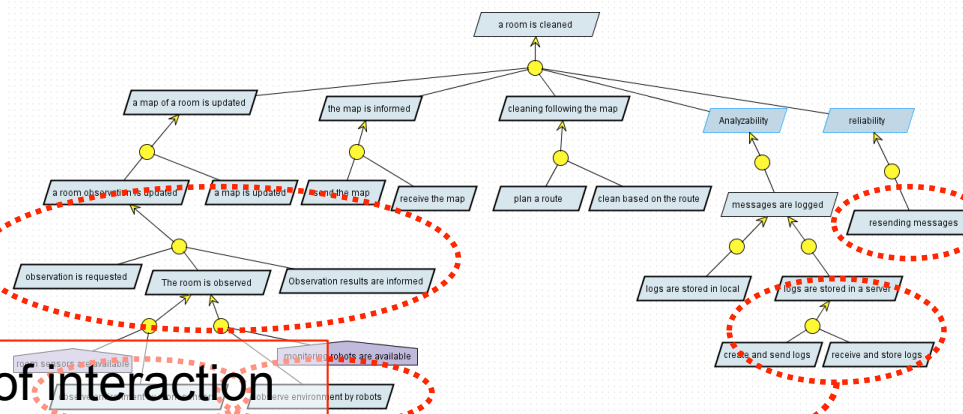 a room is cleaned
a map of a room is updated
the map is informed
cleaning following the map
Analyzability
reliability
a room observation is updated
a map is updated
send the map
receive the map
plan a route
clean based on the route
messages are logged
resending messages
observation is requested
The room is observed
Observation results are informed
logs are stored in local
logs are stored in a server
room sensors are available
monitoring robots are available
create and send logs
receive and store logs
of interaction
observe environment by robots